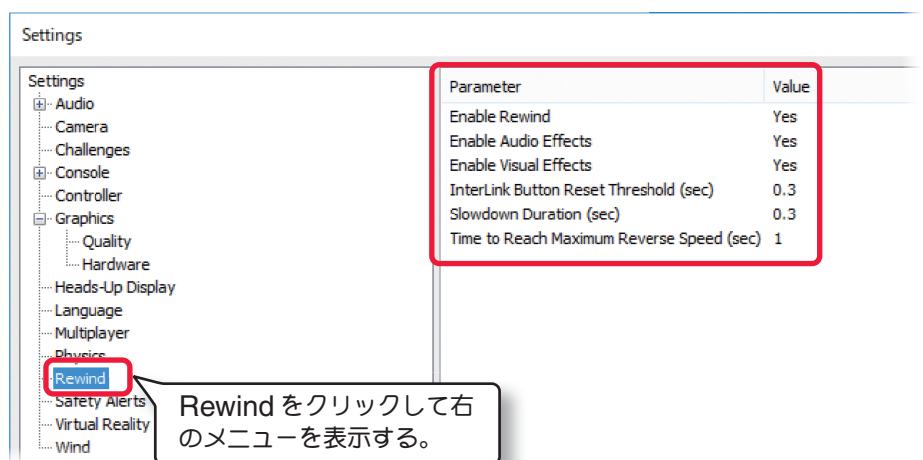 Settings
Settings
Audio
Camera
Challenges
Console
Controller
Graphics
Quality
Hardware
Heads-Up Display
Language
Multiplayer
Physics
Rewind
Safety Alerts
Virtual Reality
Wind
Parameter Value
Enable Rewind Yes
Enable Audio Effects Yes
Enable Visual Effects Yes
InterLink Button Reset Threshold (sec) 0.3
Slowdown Duration (sec) 0.3
Time to Reach Maximum Reverse Speed (sec) 1
Rewind をクリックして右
のメニューを表示する。